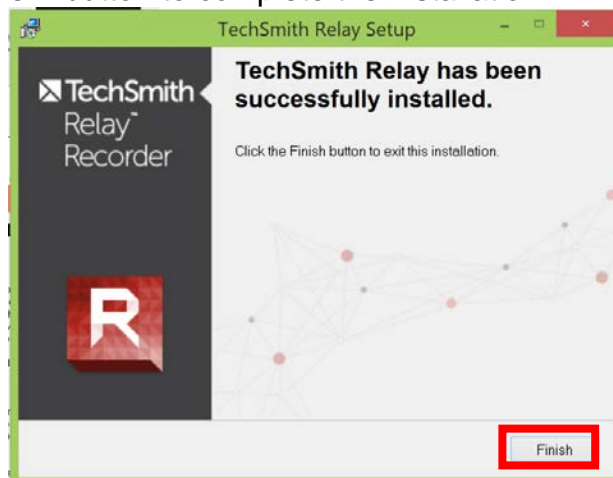 TechSmith Relay Setup
TechSmith
Relay™
Recorder
TechSmith Relay has been
successfully installed.
Click the Finish button to exit this installation.
R
Finish